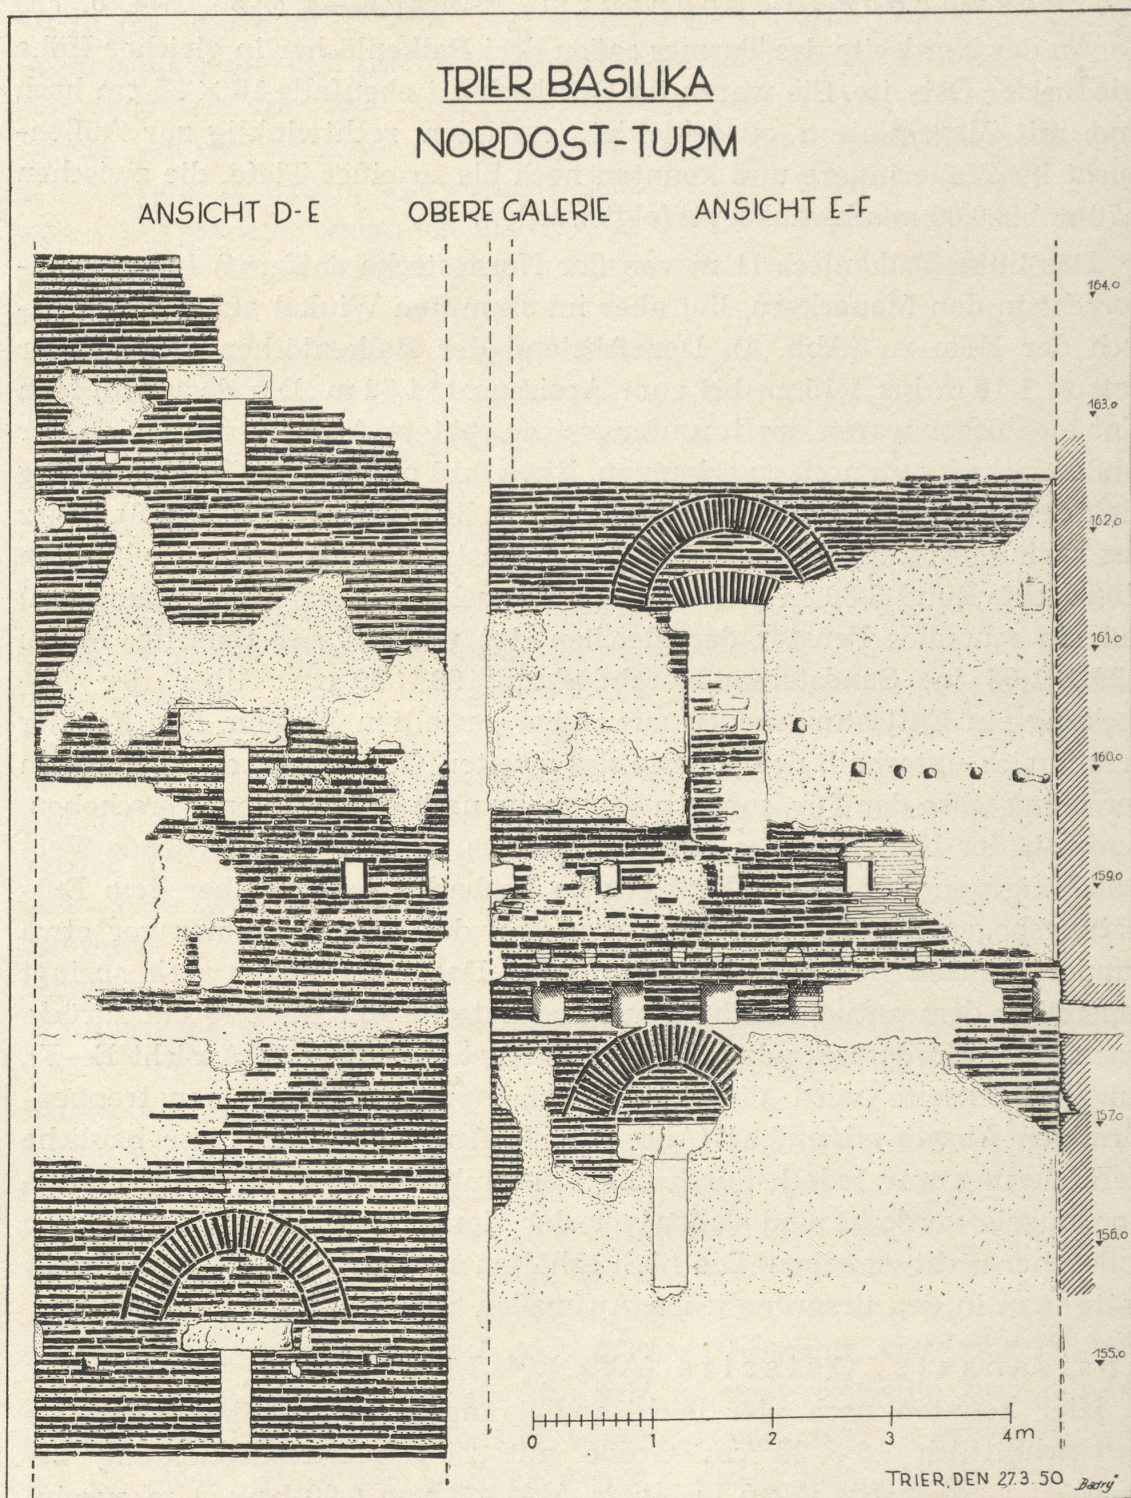 TRIER BASILIKA
NORDOST-TURM
ANSICHT D-E OBERE GALERIE ANSICHT E-F
164,0
163,0
162,0
161,0
160,0
159,0
157,0
156,0
155,0
0 1 2 3 4m
TRIER, DEN 27.3.50